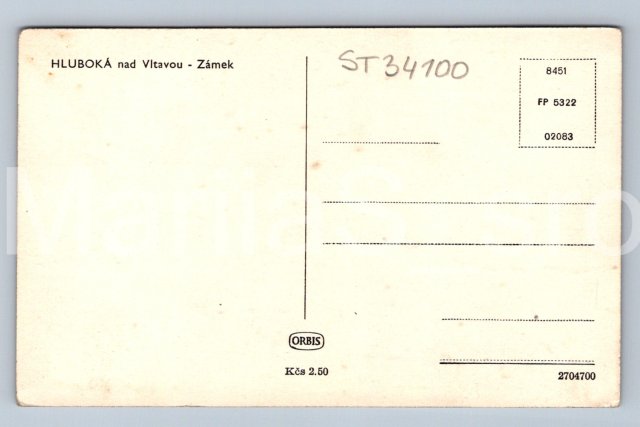 HLUBOKÁ nad Vltavou - Zámek
ST34100
8451
FP 5322
02083
ORBIS
Kčs 2.50
2704700